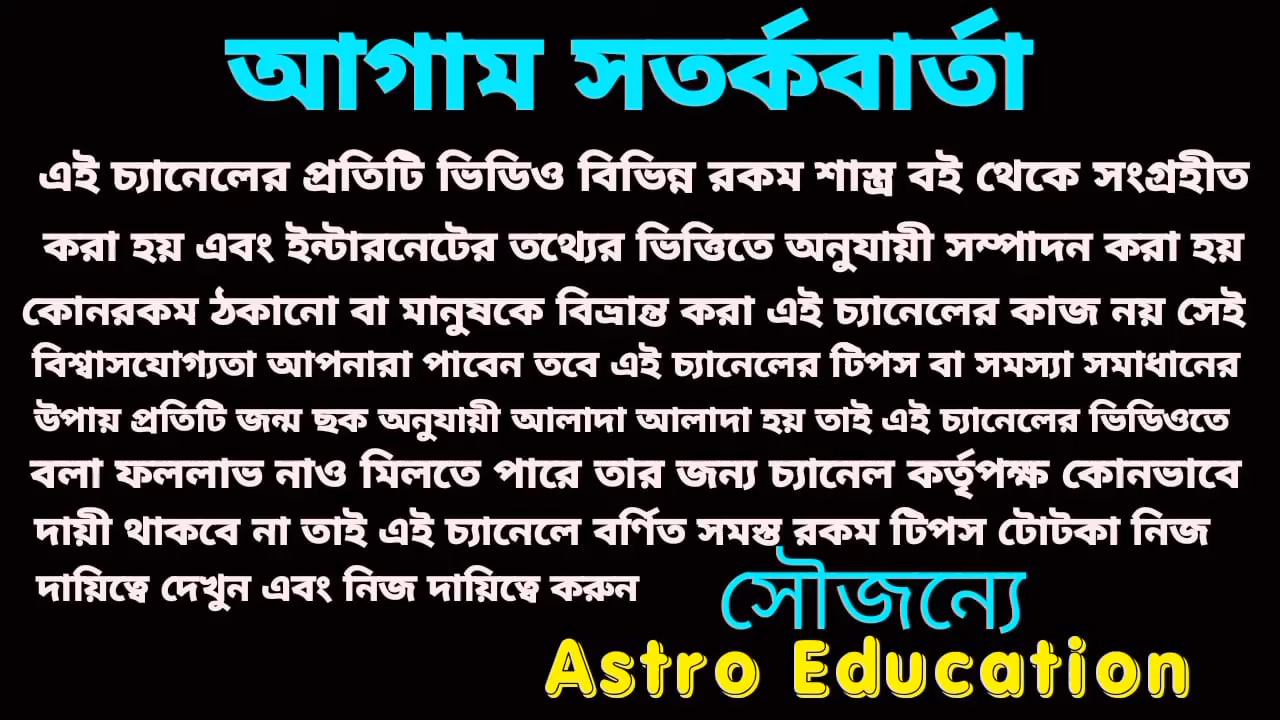 আগাম সতর্কবার্তা
এই চ্যানেলের প্রতিটি ভিডিও বিভিন্ন রকম শাস্ত্র বই থেকে সংগ্রহীত
করা হয় এবং ইন্টারনেটের তথ্যের ভিত্তিতে অনুযায়ী সম্পাদন করা হয়
কোনরকম ঠকানো বা মানুষকে বিভ্রান্ত করা এই চ্যানেলের কাজ নয় সেই
বিশ্বাসযোগ্যতা আপনারা পাবেন তবে এই চ্যানেলের টিপস বা সমস্যা সমাধানের
উপায় প্রতিটি জন্ম ছক অনুযায়ী আলাদা আলাদা হয় তাই এই চ্যানেলের ভিডিওতে
বলা ফললাভ নাও মিলতে পারে তার জন্য চ্যানেল কর্তৃপক্ষ কোনভাবে
দায়ী থাকবে না তাই এই চ্যানেলে বর্ণিত সমস্ত রকম টিপস টোটকা নিজ
দায়িত্বে দেখুন এবং নিজ দায়িত্বে করুন
সৌজন্যে
Astro Education